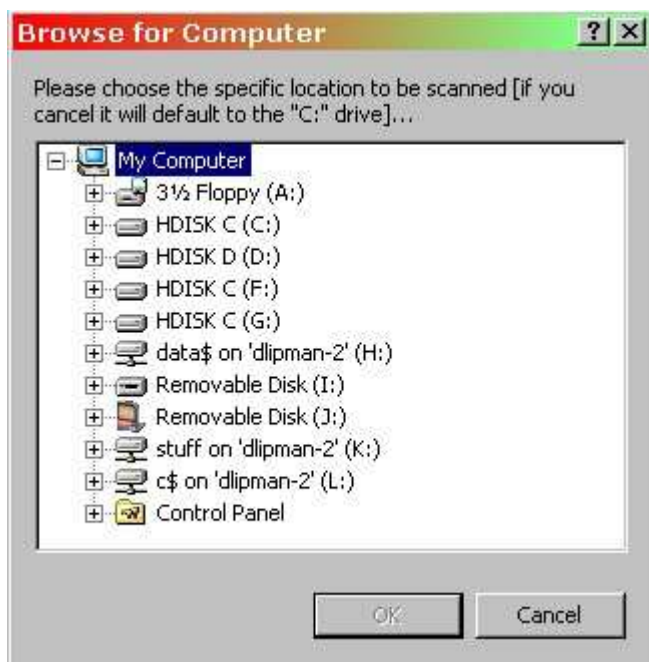 Browse for Computer
Please choose the specific location to be scanned [if you
cancel it will default to the "C:" drive]...
My Computer
3½ Floppy (A:)
HDISK C (C:)
HDISK D (D:)
HDISK C (F:)
HDISK C (G:)
data$ on 'dlipman-2' (H:)
Removable Disk (I:)
Removable Disk (J:)
stuff on 'dlipman-2' (K:)
c$ on 'dlipman-2' (L:)
Control Panel
OK Cancel